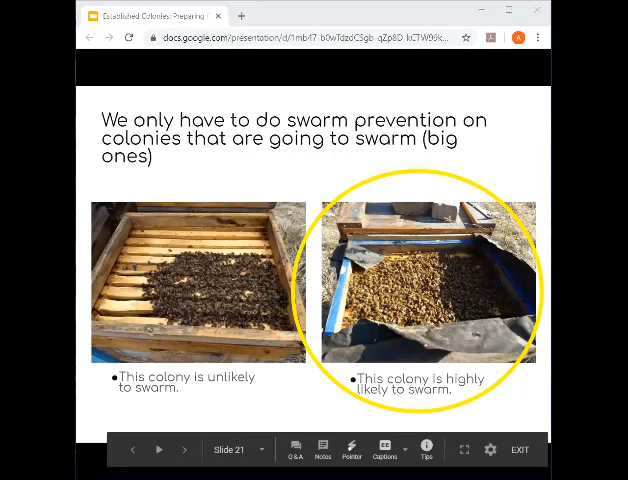 Established Colonies: Preparing
docs.google.com/presentation/d/1mb47
A
We only have to do swarm prevention on
colonies that are going to swarm (big
ones)
●This colony is unlikely
to swarm.
●This colony is highly
likely to swarm.
Slide 21
Q & A
Notes
Pointer
CC
Captions
Tips
EXIT